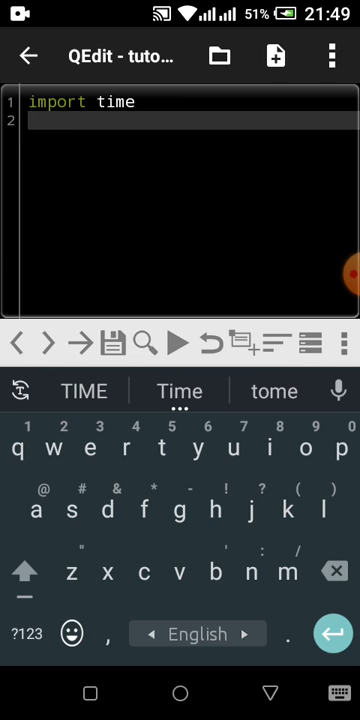 51% 21:49
QEdit - tuto...
1 import time
2
TIME Time tome
1 2 3 4 5 6 7 8 9 0
q w e r t y u i o p
@ # & * - ! ? ( )
a s d f g h j k l
" ' : /
z x c v b n m
?123 , English .